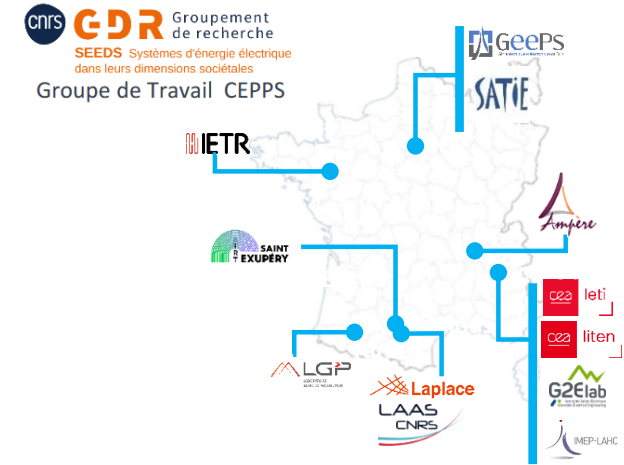 cnrs
GDR
Groupement
de recherche
SEEDS Systèmes d'énergie électrique
dans leurs dimensions sociétales
Groupe de Travail CEPPS
GeePs
SATIE
IETR
Ampère
IRT
SAINT
EXUPÉRY
cea leti
cea liten
LGP
Laplace
G2Elab
LAAS
CNRS
IMEP-LAHC